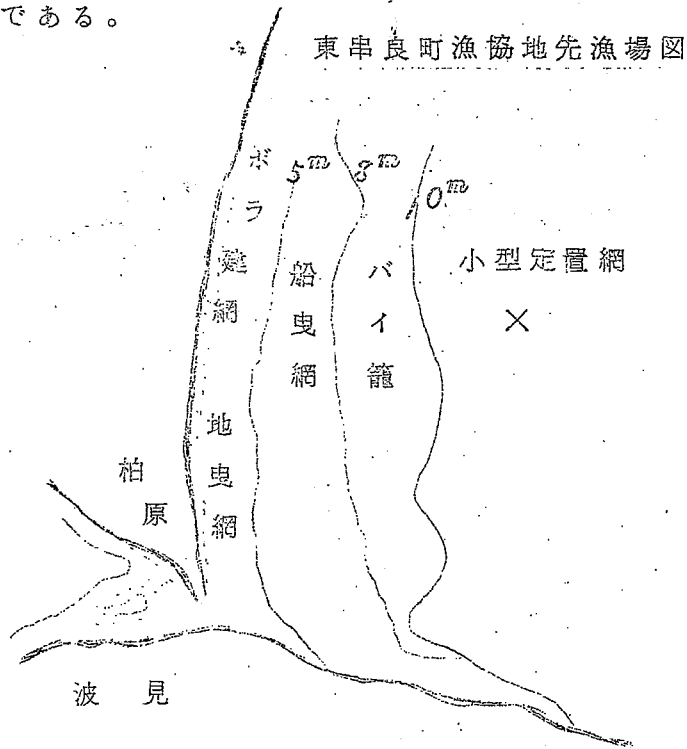 である。
東串良町漁協地先漁場図
ボラ建網
地曳網
5m
船曳網
8m
バイ籠
0m
小型定置網
柏原
波見